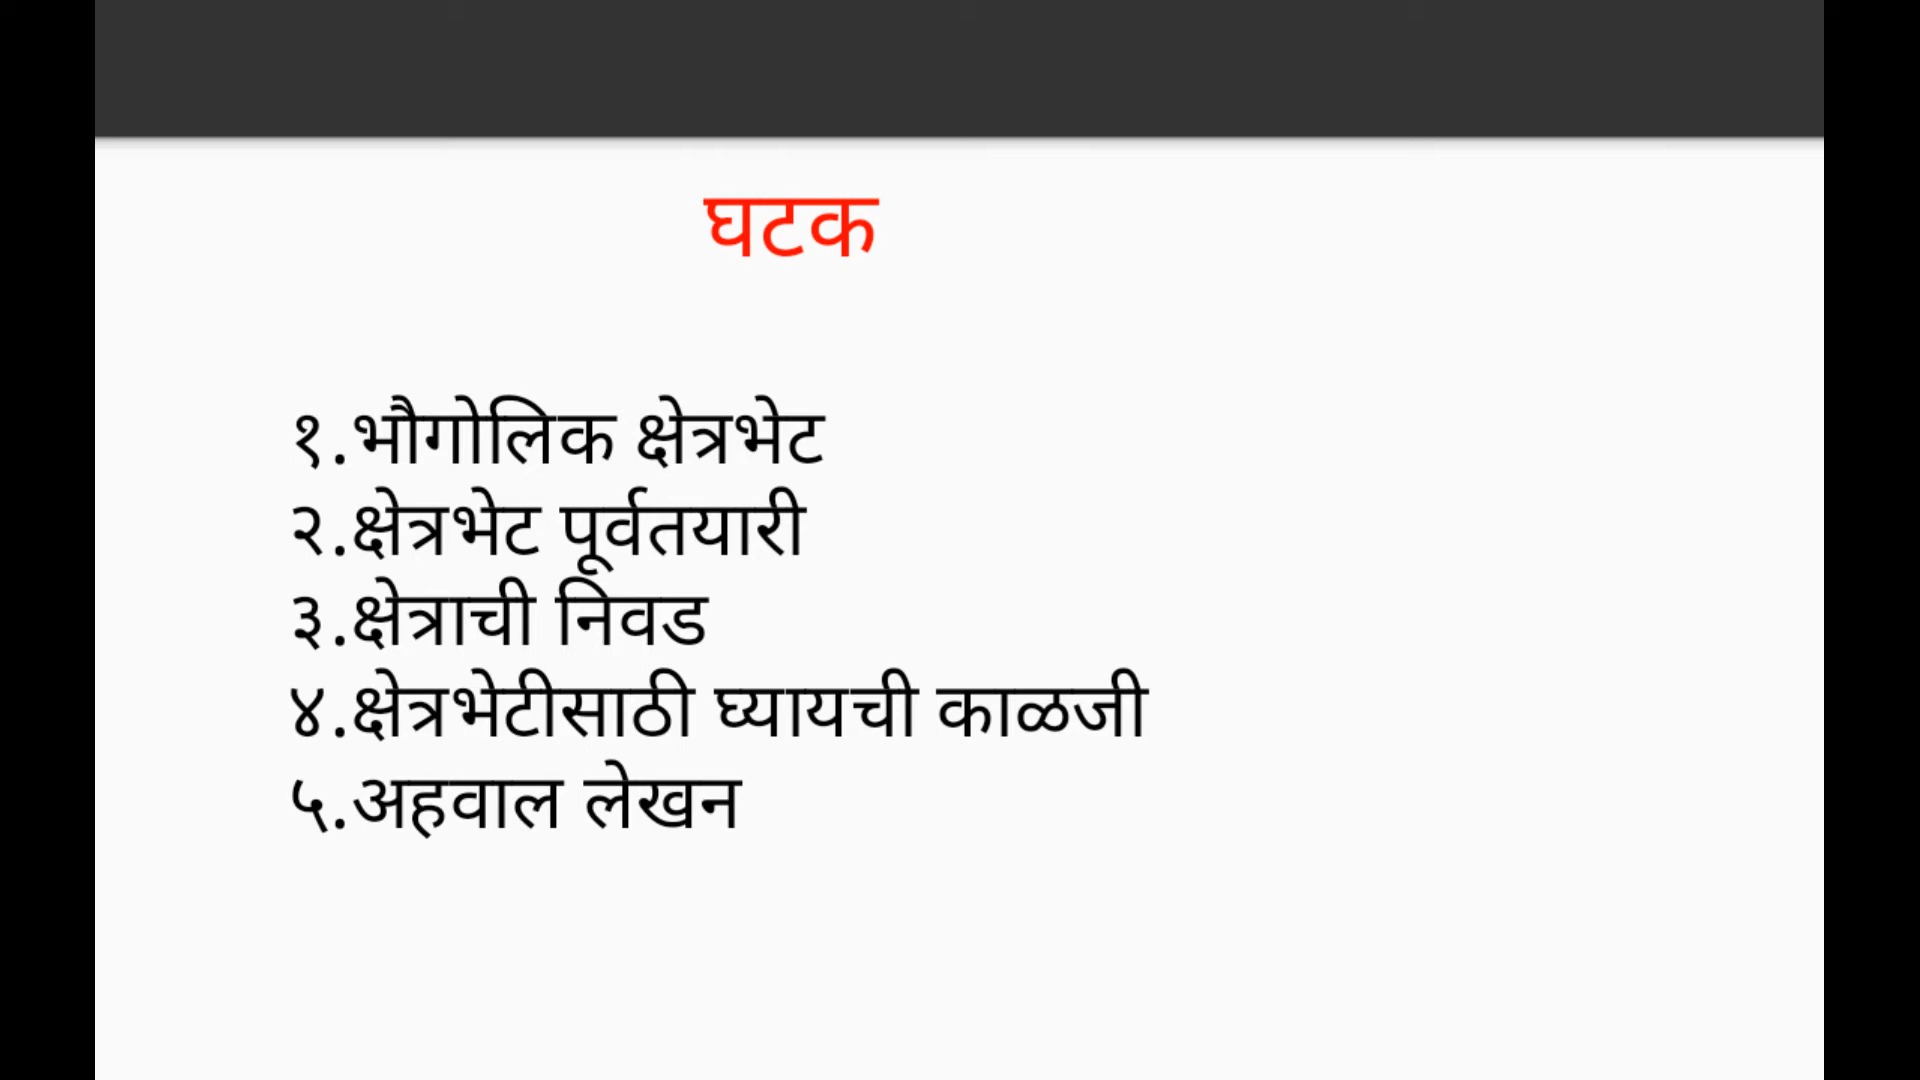 घटक
१.भौगोलिक क्षेत्रभेट
२.क्षेत्रभेट पूर्वतयारी
३.क्षेत्राची निवड
४.क्षेत्रभेटीसाठी घ्यायची काळजी
५.अहवाल लेखन